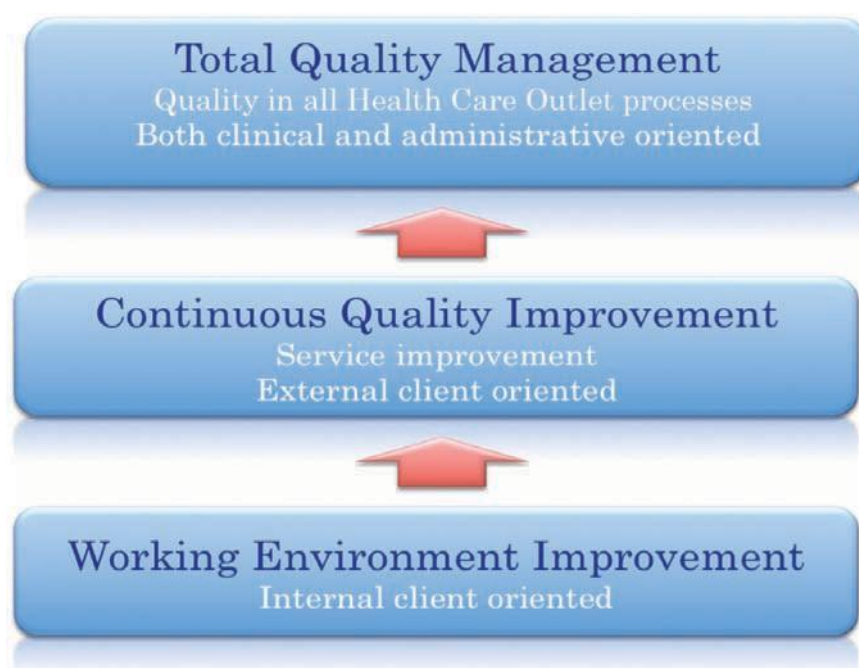 Total Quality Management
Quality in all Health Care Outlet processes
Both clinical and administrative oriented
Continuous Quality Improvement
Service improvement
External client oriented
Working Environment Improvement
Internal client oriented